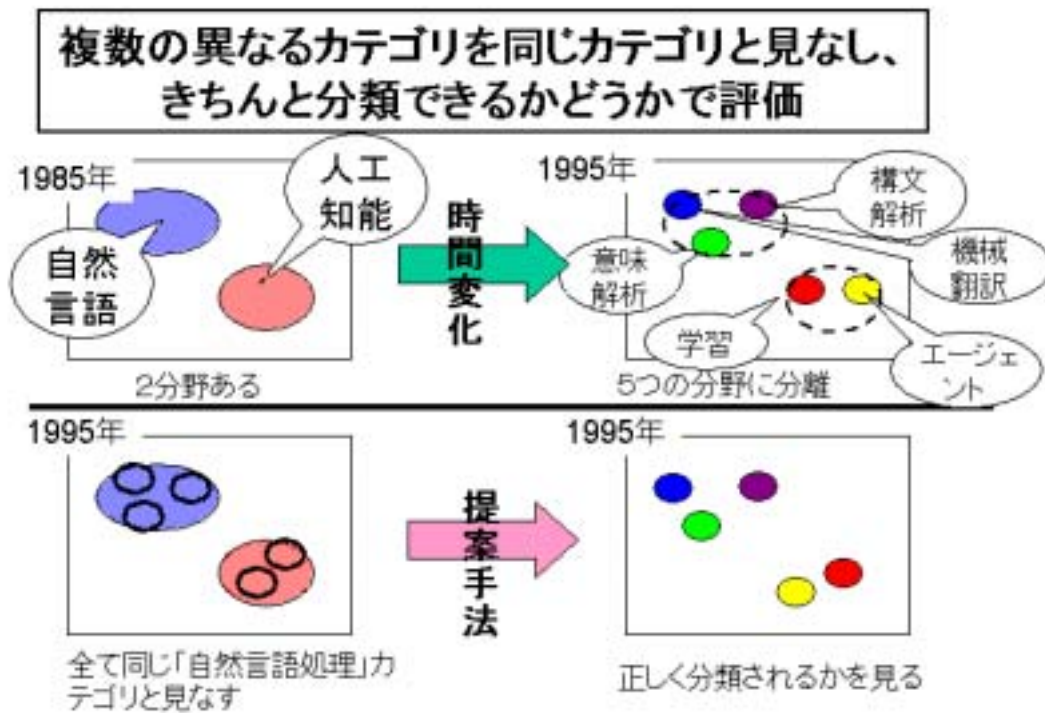 複数の異なるカテゴリを同じカテゴリと見なし、
きちんと分類できるかどうかで評価
1985年
自然
言語
人工
知能
2分野ある
時間変化
1995年
構文
解析
機械
翻訳
意味
解析
学習
エージェ
ント
5つの分野に分離
1995年
全て同じ「自然言語処理」カ
テゴリと見なす
提案手法
1995年
正しく分類されるかを見る